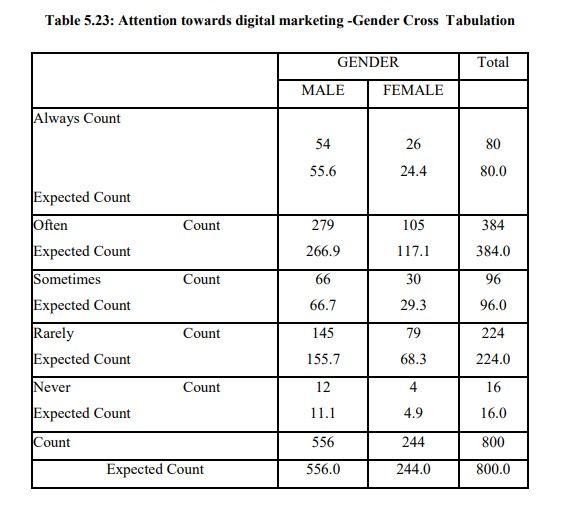 Table 5.23: Attention towards digital marketing -Gender Cross Tabulation
GENDER Total
MALE FEMALE
Always Count
54 26 80
55.6 24.4 80.0
Expected Count
Often Count 279 105 384
Expected Count 266.9 117.1 384.0
Sometimes Count 66 30 96
Expected Count 66.7 29.3 96.0
Rarely Count 145 79 224
Expected Count 155.7 68.3 224.0
Never Count 12 4 16
Expected Count 11.1 4.9 16.0
Count 556 244 800
Expected Count 556.0 244.0 800.0